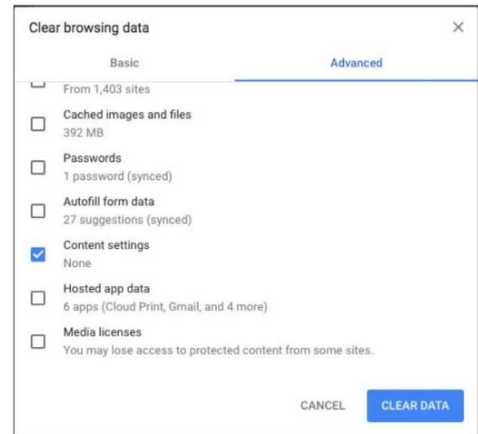 Clear browsing data
Basic
Advanced
From 1,403 sites
Cached images and files
392 MB
Passwords
1 password (synced)
Autofill form data
27 suggestions (synced)
Content settings
None
Hosted app data
6 apps (Cloud Print, Gmail, and 4 more)
Media licenses
You may lose access to protected content from some sites.
CANCEL
CLEAR DATA